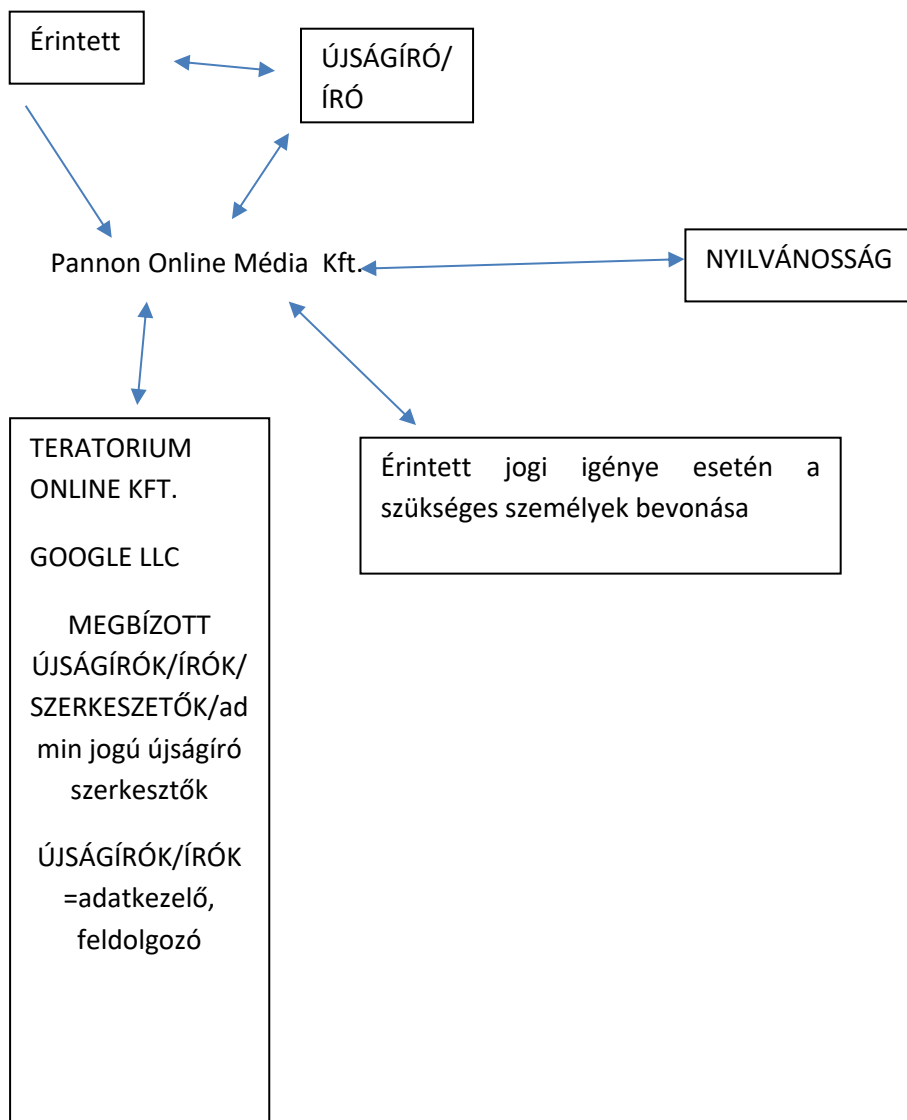 Érintett
ÚJSÁGÍRÓ/
ÍRÓ
Pannon Online Média Kft.
NYILVÁNOSSÁG
TERATORIUM
ONLINE KFT.
GOOGLE LLC
MEGBÍZOTT
ÚJSÁGÍRÓK/ÍRÓK/
SZERKESZETŐK/ad
min jogú újságíró
szerkesztők
ÚJSÁGÍRÓK/ÍRÓK
=adatkezelő,
feldolgozó
Érintett jogi igénye esetén a
szükséges személyek bevonása